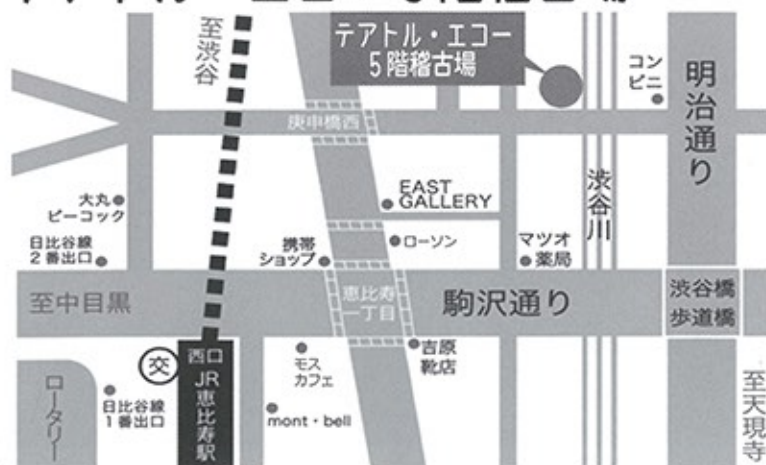 至渋谷
テアトル・エコー
5階稽古場
コン
ビニ
明治通り
庚申橋西
大丸
ピーコック
EAST
GALLERY
渋谷川
日比谷線
2番出口
携帯
ショップ
ローソン
マツオ
薬局
至中目黒
恵比寿
一丁目
駒沢通り
渋谷橋
歩道橋
交
西口
JR恵比寿駅
モス
カフェ
吉原
靴店
ロータリー
日比谷線
1番出口
mont・bell
至天現寺